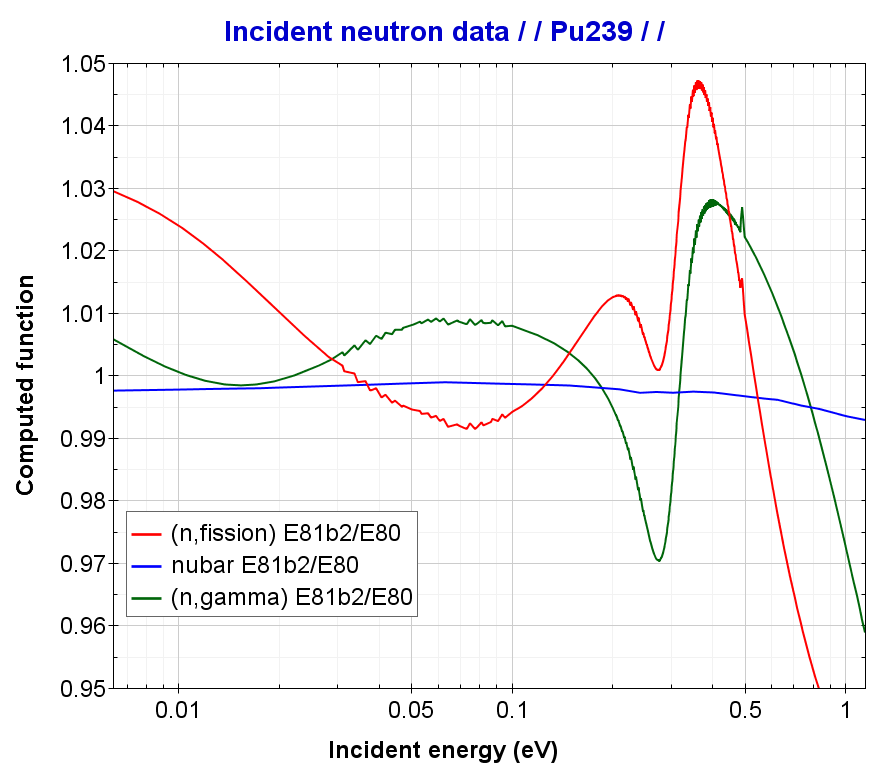 Incident neutron data / / Pu239 / /
1.05
1.04
1.03
1.02
1.01
1
0.99
0.98
0.97
0.96
0.95
Computed function
(n,fission) E81b2/E80
nubar E81b2/E80
(n,gamma) E81b2/E80
0.01
0.05
0.1
0.5
1
Incident energy (eV)